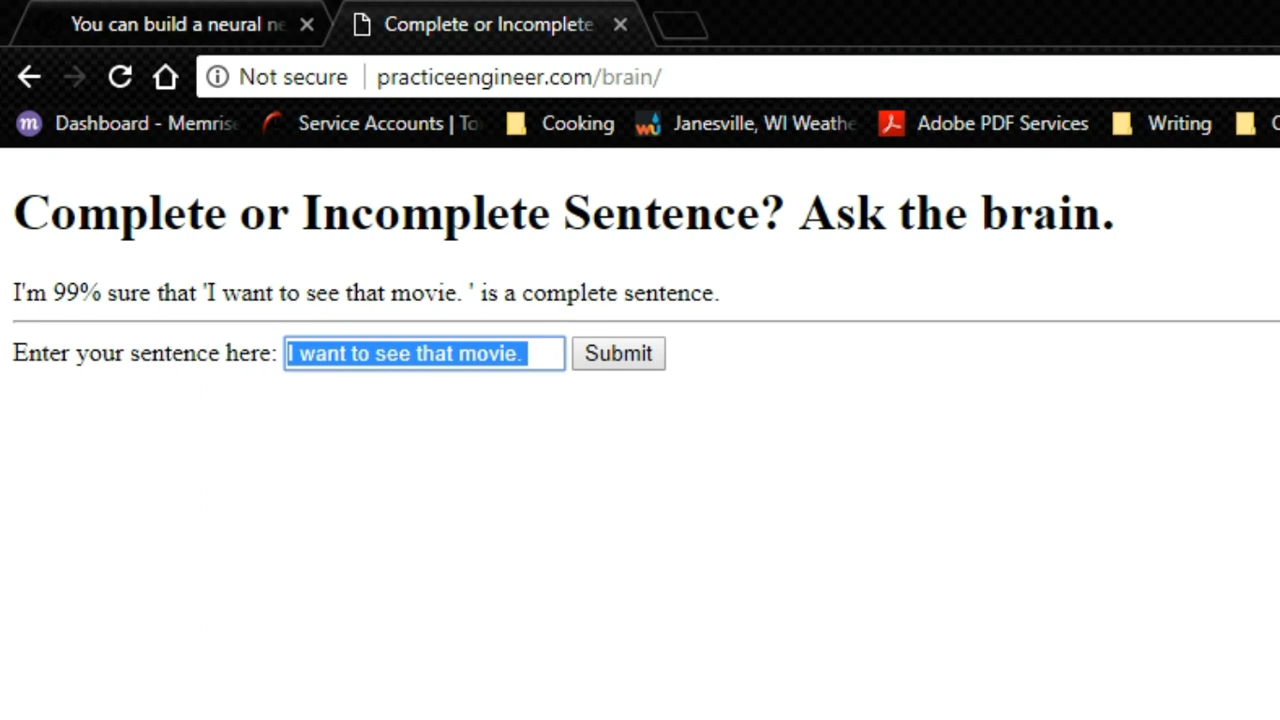 You can build a neural ne
Complete or Incomplete
Not secure practiceengineer.com/brain/
Dashboard - Memrise Service Accounts | To Cooking Janesville, WI Weathe Adobe PDF Services Writing
Complete or Incomplete Sentence? Ask the brain.
I'm 99% sure that 'I want to see that movie. ' is a complete sentence.
Enter your sentence here: I want to see that movie. Submit